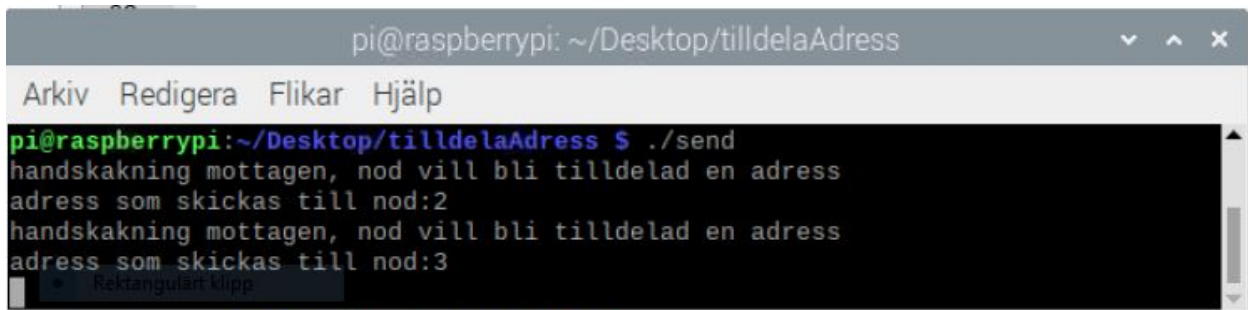 pi@raspberrypi: ~/Desktop/tilldelaAdress
Arkiv Redigera Flikar Hjälp
pi@raspberrypi:~/Desktop/tilldelaAdress $ ./send
handskakning mottagen, nod vill bli tilldelad en adress
adress som skickas till nod:2
handskakning mottagen, nod vill bli tilldelad en adress
adress som skickas till nod:3
Rektangulärt klipp